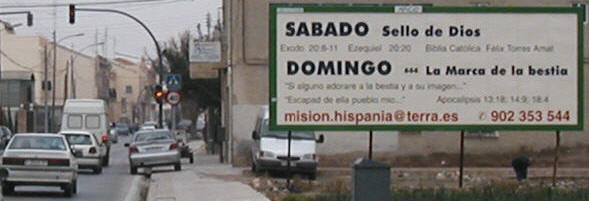 SABADO Sello de Dios
Exodo 20:8-11 Ezequiel 20:20 Biblia Católica Félix Torres Amat
DOMINGO 666 La Marca de la bestia
"Si alguno adorare a la bestia y a su imagen..."
"Escapad de ella pueblo mio..." Apocalipsis 13:18; 14:9; 18:4
mision.hispania@terra.es ✆ 902 353 544